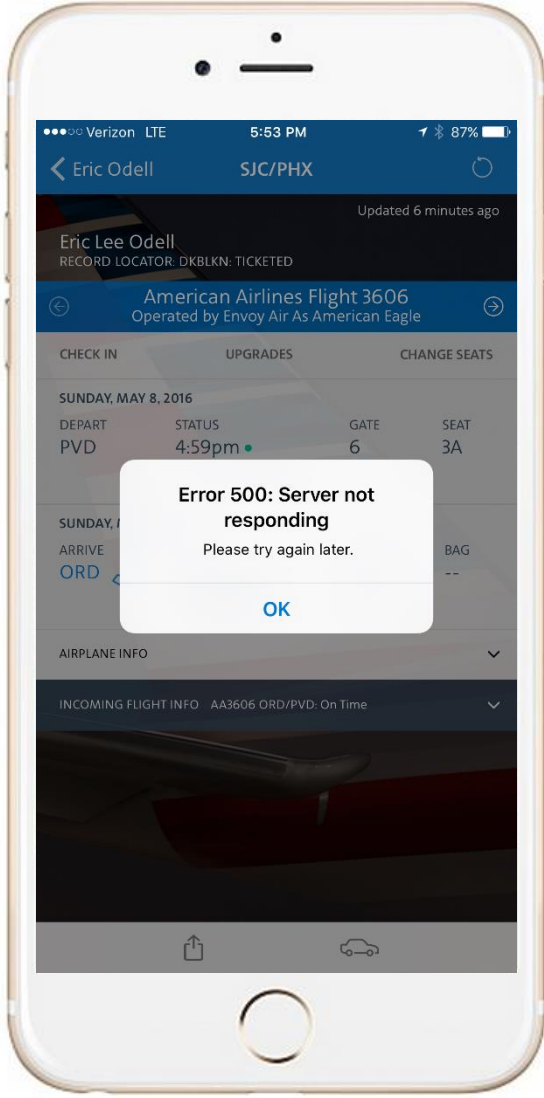 Verizon LTE 5:53 PM 87%
Eric Odell SJC/PHX
Updated 6 minutes ago
Eric Lee Odell
RECORD LOCATOR: DKBLKN: TICKETED
American Airlines Flight 3606
Operated by Envoy Air As American Eagle
CHECK IN UPGRADES CHANGE SEATS
SUNDAY, MAY 8, 2016
DEPART STATUS GATE SEAT
PVD 4:59pm 6 3A
Error 500: Server not
responding
Please try again later.
OK
SUNDAY,
ARRIVE BAG
ORD --
AIRPLANE INFO
INCOMING FLIGHT INFO AA3606 ORD/PVD: On Time